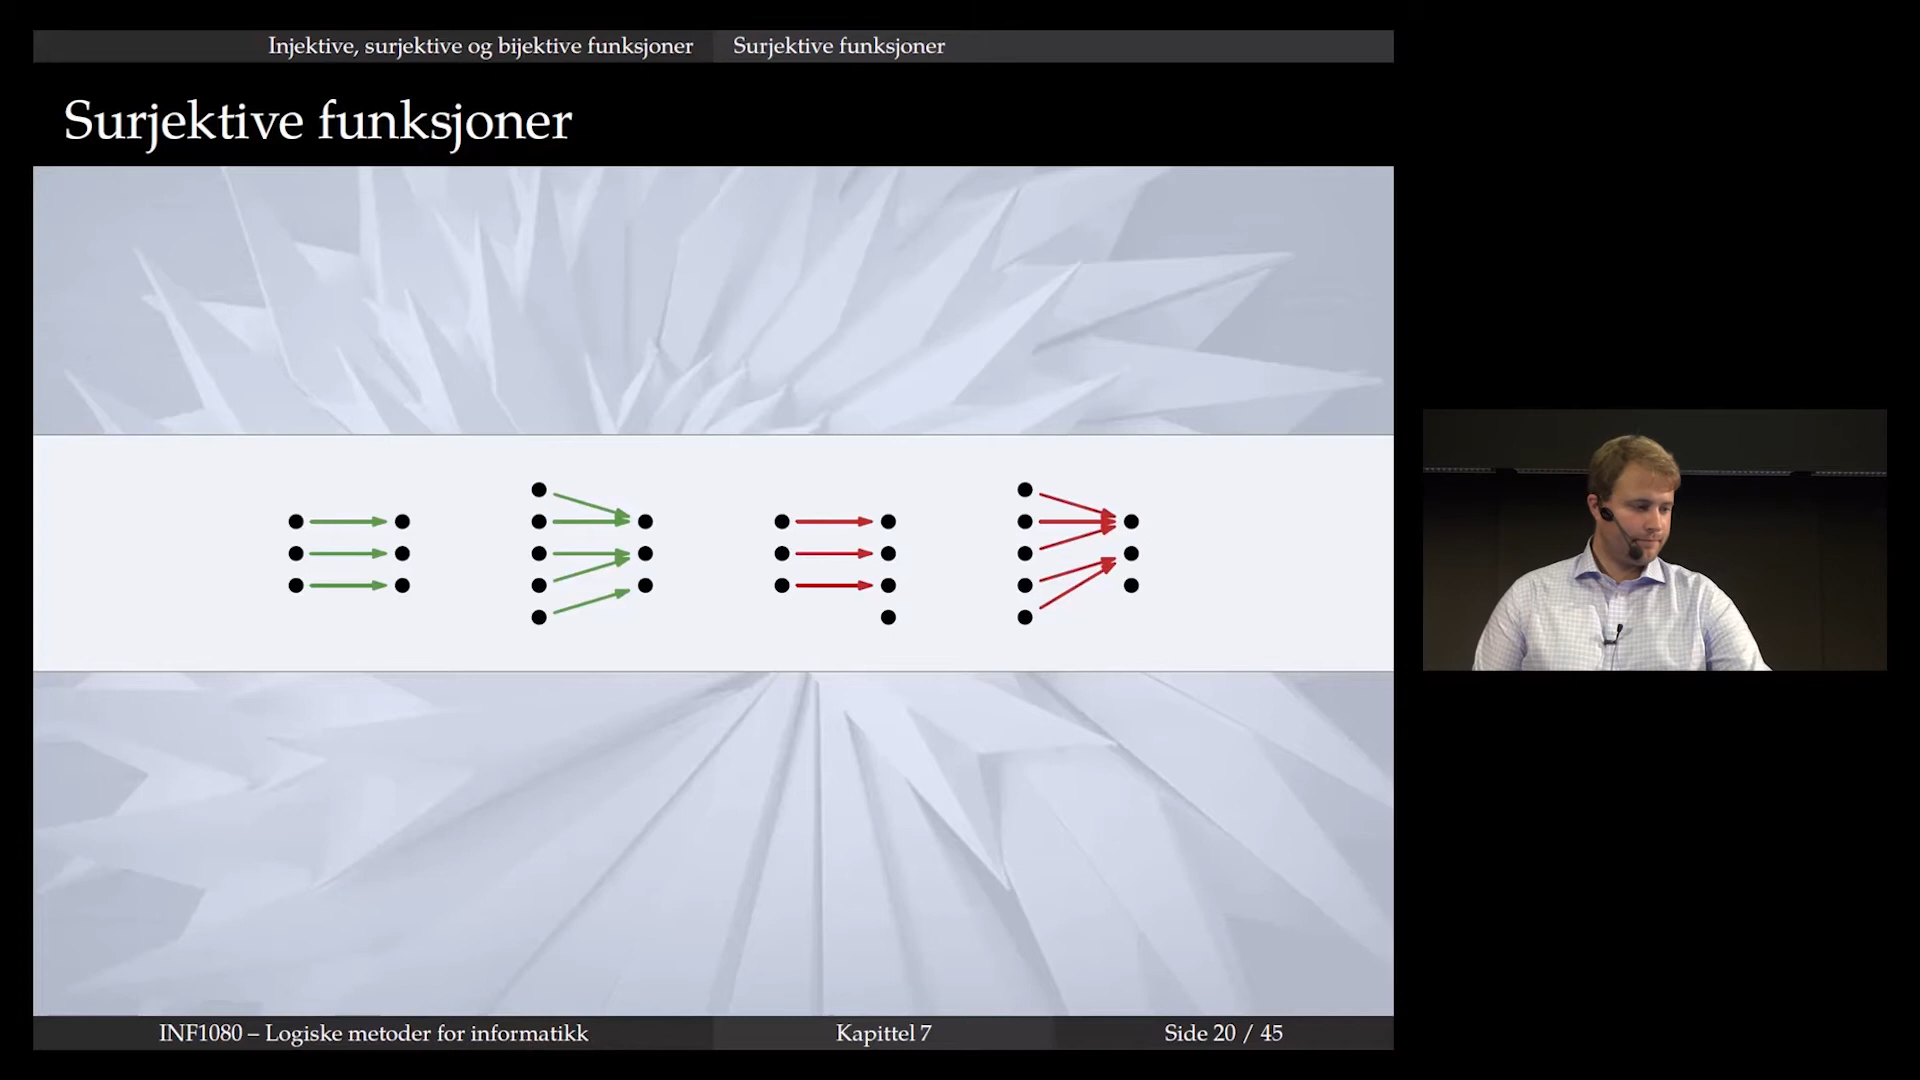 Injektive, surjektive og bijektive funksjoner Surjektive funksjoner
Surjektive funksjoner
INF1080 – Logiske metoder for informatikk Kapittel 7 Side 20 / 45